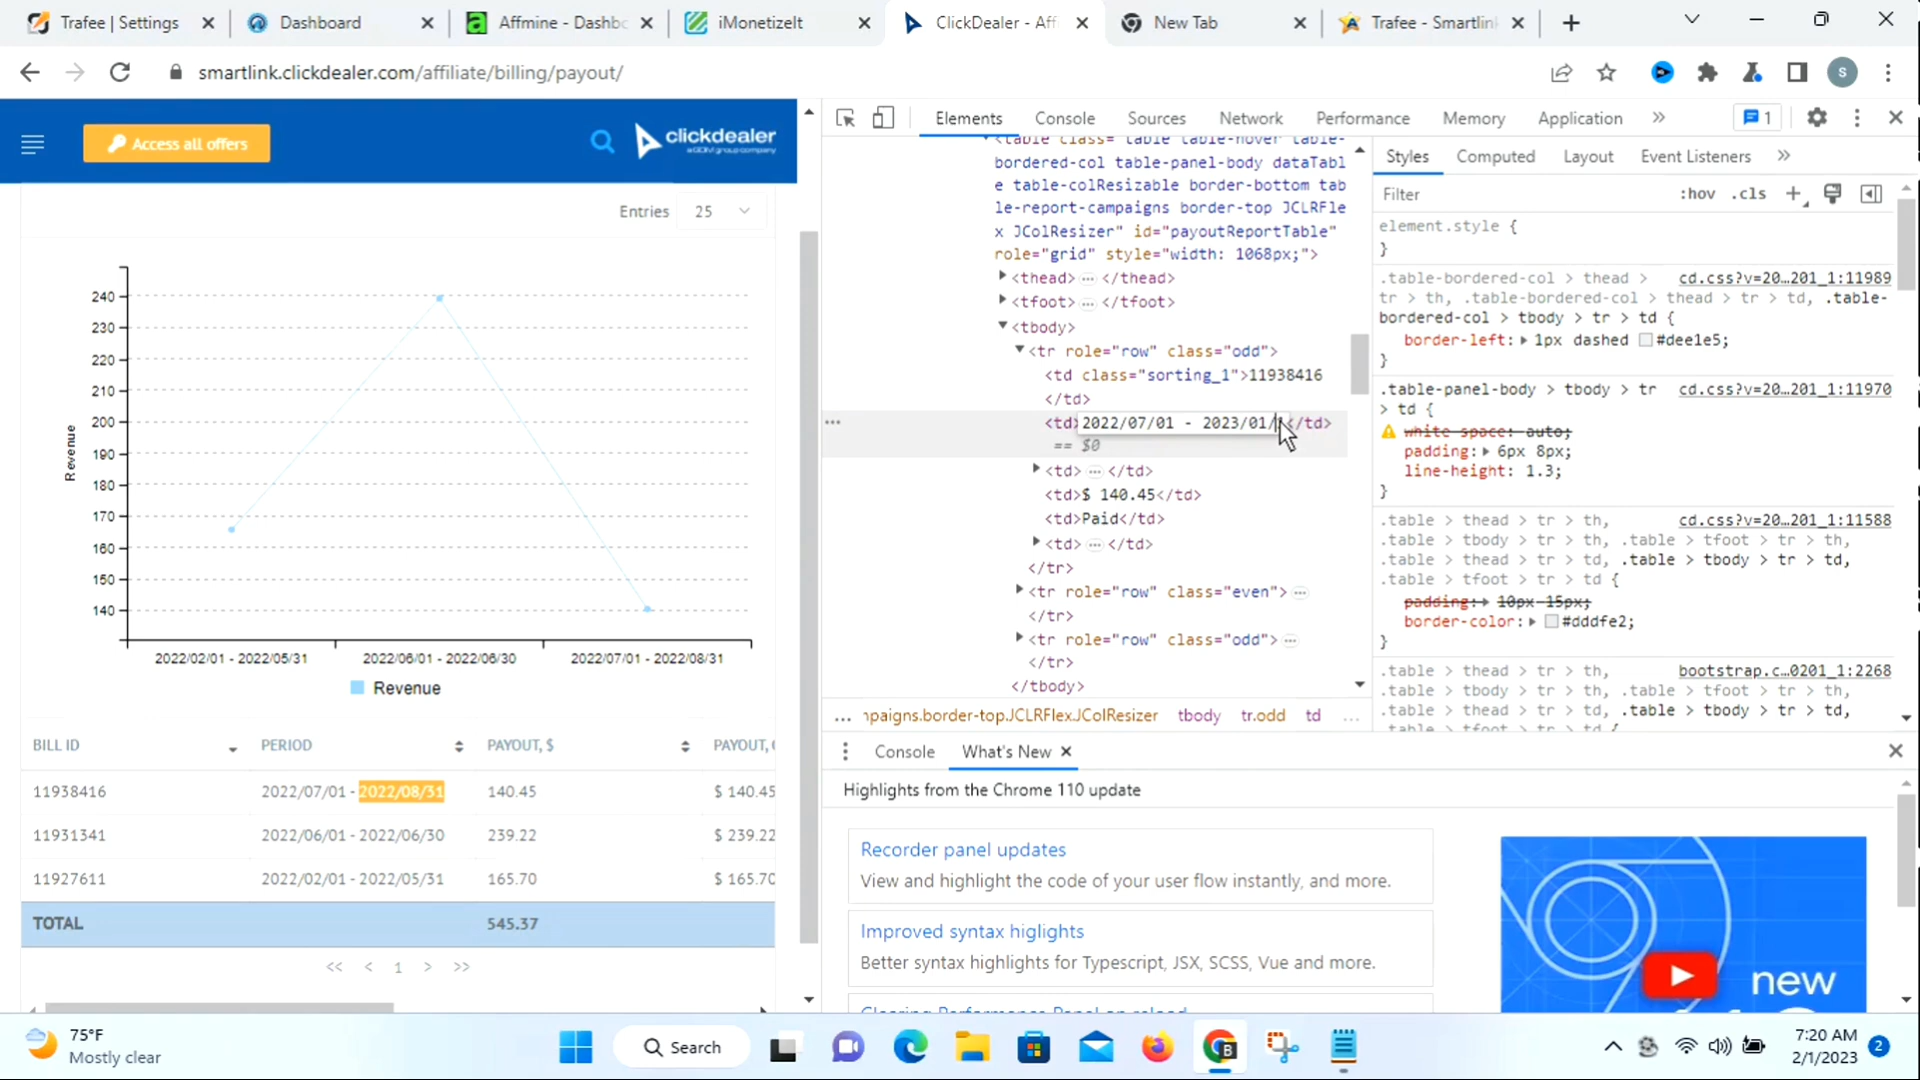 Trafee | Settings
Dashboard
Affmine - Dashbo
iMonetizeIt
ClickDealer - Aff
New Tab
Trafee - Smartlink
smartlink.clickdealer.com/affiliate/billing/payout/
S
Access all offers
clickdealer
Entries 25
240
230
220
210
200
190
180
170
160
150
140
Revenue
2022/02/01 - 2022/05/31 2022/06/01 - 2022/06/30 2022/07/01 - 2022/08/31
Revenue
BILL ID PERIOD PAYOUT, $ PAYOUT,
11938416 2022/07/01 - 2022/08/31 140.45 $ 140.45
11931341 2022/06/01 - 2022/06/30 239.22 $ 239.22
11927611 2022/02/01 - 2022/05/31 165.70 $ 165.70
TOTAL 545.37
<< < 1 > >>
Elements Console Sources Network Performance Memory Application » 1
<table class="table table-hover table-
bordered-col table-panel-body dataTabl
e table-colResizable border-bottom tab
le-report-campaigns border-top JCLRFle
x JColResizer" id="payoutReportTable"
role="grid" style="width: 1068px;">
<thead> … </thead>
<tfoot> … </tfoot>
<tbody>
<tr role="row" class="odd">
<td class="sorting_1">11938416
</td>
<td>2022/07/01 - 2023/01/</td>
== $0
<td> … </td>
<td>$ 140.45</td>
<td>Paid</td>
<td> … </td>
</tr>
<tr role="row" class="even"> …
</tr>
<tr role="row" class="odd"> …
</tr>
</tbody>
… npaigns.border-top.JCLRFlex.JColResizer tbody tr.odd td …
Styles Computed Layout Event Listeners »
Filter :hov .cls +
element.style {
}
.table-bordered-col > thead > cd.css?v=20…201_1:11989
tr > th, .table-bordered-col > thead > tr > td, .table-
bordered-col > tbody > tr > td {
border-left: 1px dashed #dee1e5;
}
.table-panel-body > tbody > tr cd.css?v=20…201_1:11970
> td {
white-space: auto;
padding: 6px 8px;
line-height: 1.3;
}
.table > thead > tr > th, cd.css?v=20…201_1:11588
.table > tbody > tr > th, .table > tfoot > tr > th,
.table > thead > tr > td, .table > tbody > tr > td,
.table > tfoot > tr > td {
padding: 10px 15px;
border-color: #dddfe2;
}
.table > thead > tr > th, bootstrap.c…0201_1:2268
.table > tbody > tr > th, .table > tfoot > tr > th,
.table > thead > tr > td, .table > tbody > tr > td,
Console What's New
Highlights from the Chrome 110 update
Recorder panel updates
View and highlight the code of your user flow instantly, and more.
Improved syntax higlights
Better syntax highlights for Typescript, JSX, SCSS, Vue and more.
new
75°F
Mostly clear
Search
B
7:20 AM
2/1/2023
2